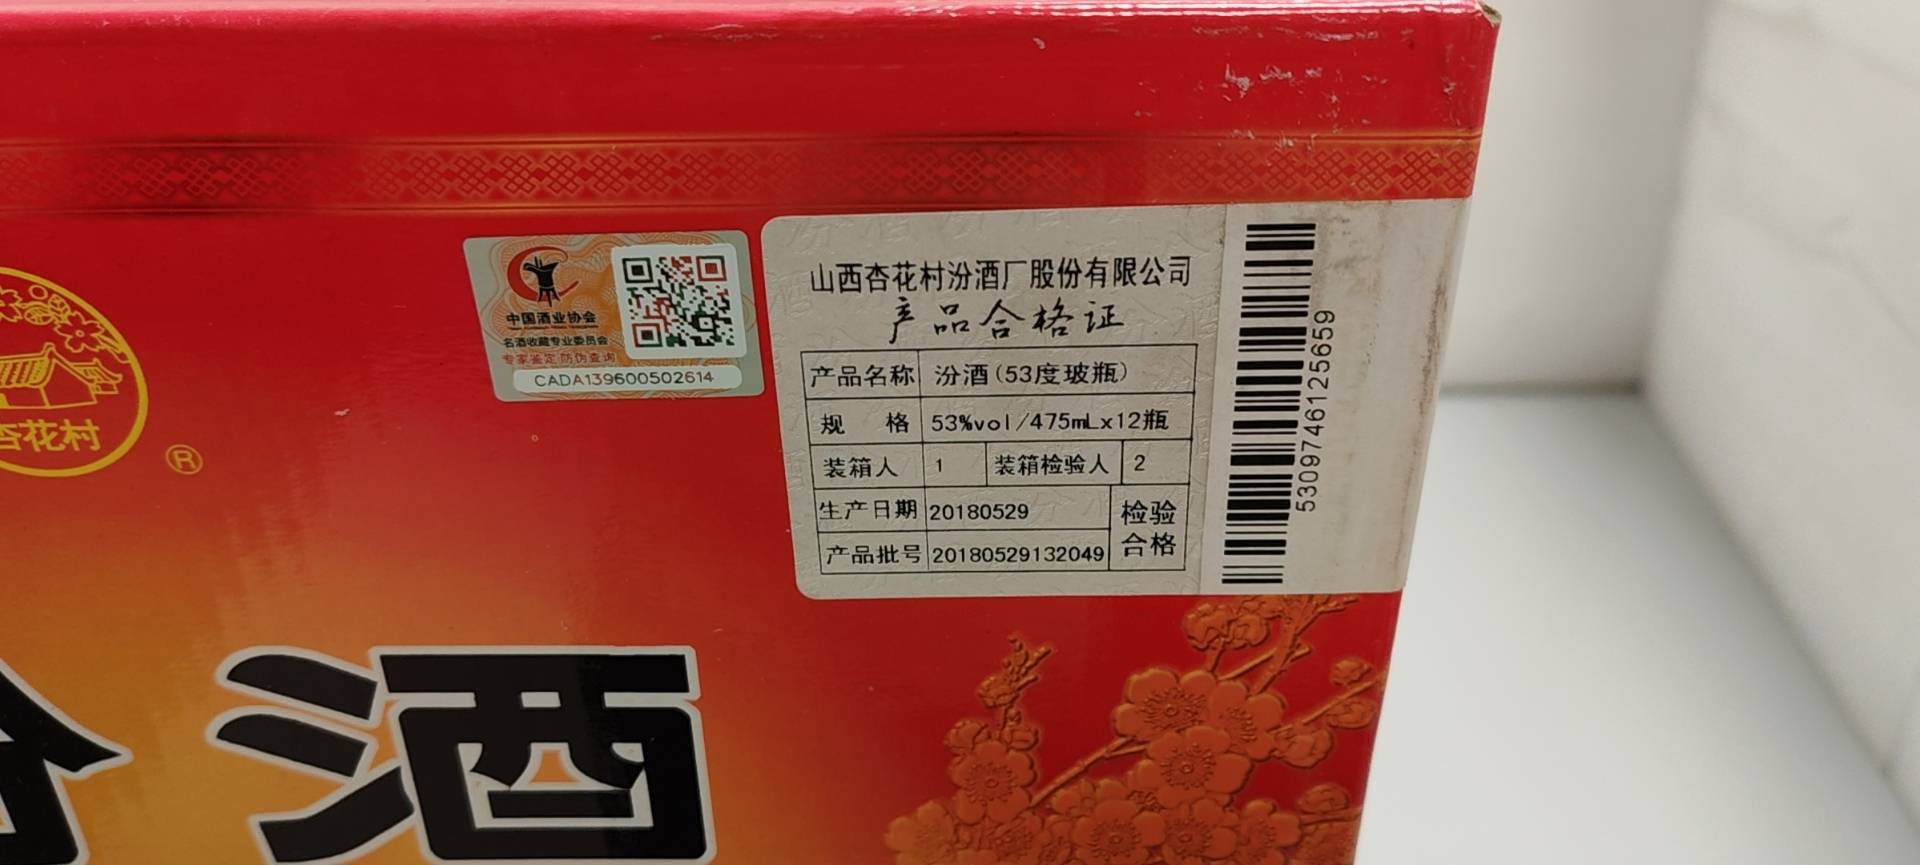 杏花村
®
中国酒业协会
名酒收藏专业委员会
专家鉴定 防伪查询
CADA139600502614
山西杏花村汾酒厂股份有限公司
产品合格证
产品名称 汾酒(53度玻瓶)
规 格 53%vol/475mLx12瓶
装箱人 1 装箱检验人 2
生产日期 20180529
产品批号 20180529132049
检验
合格
5309746125659
汾酒